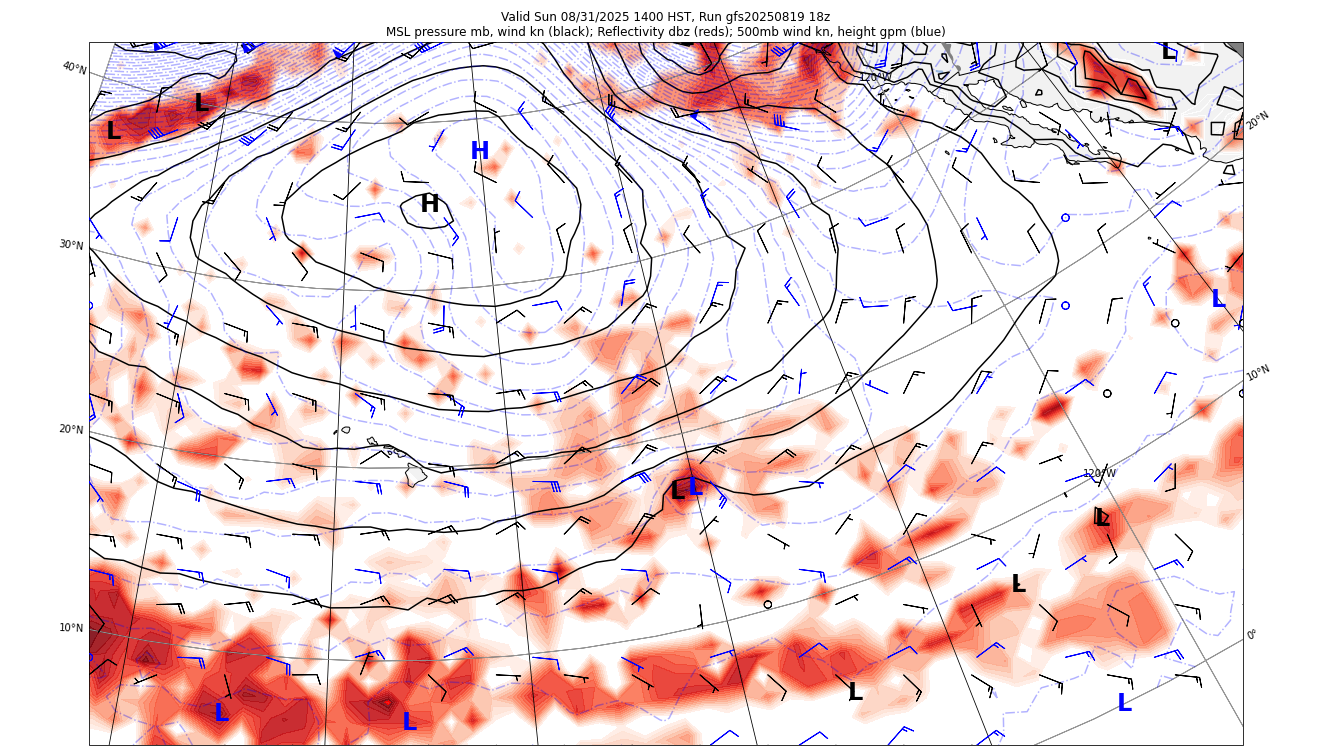 Valid Sun 08/31/2025 1400 HST, Run gfs20250819 18z
MSL pressure mb, wind kn (black); Reflectivity dbz (reds); 500mb wind kn, height gpm (blue)
L
40°N
120°W
L
L
20°N
H
H
30°N
L
10°N
20°N
120°W
L L
L
L
10°N
0°
L
L
L
L
L